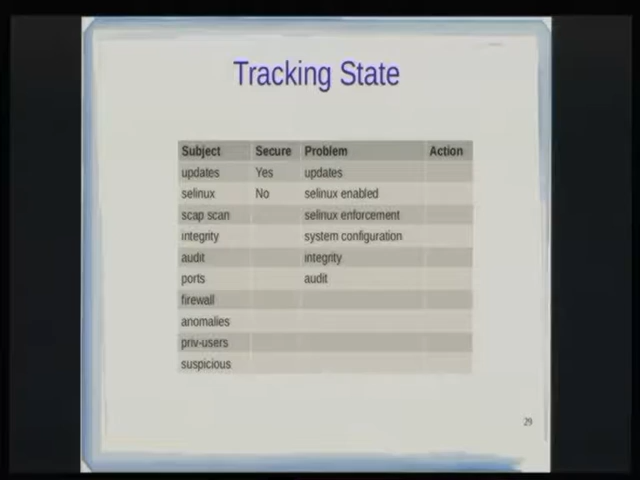 Tracking State
Subject Secure Problem Action
updates Yes updates
selinux No selinux enabled
scap scan selinux enforcement
integrity system configuration
audit integrity
ports audit
firewall
anomalies
priv-users
suspicious
29